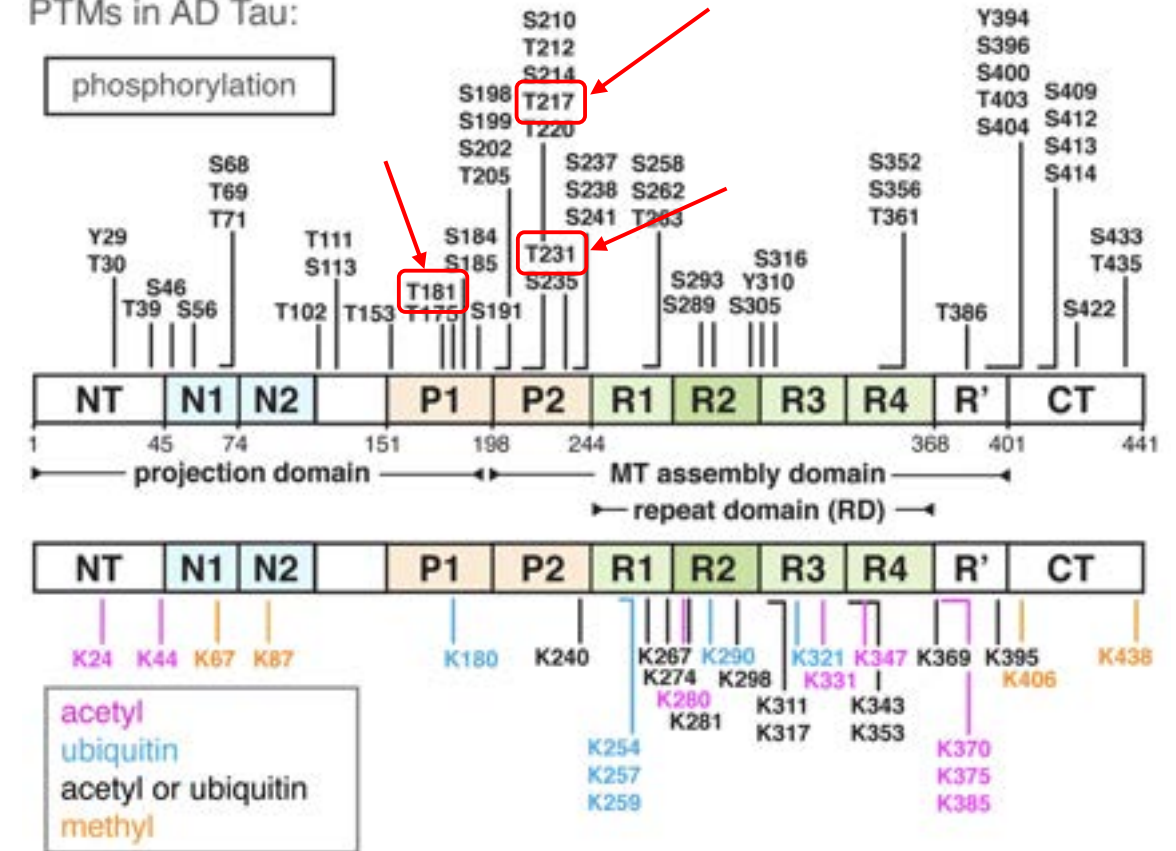 PTMs in AD Tau:
phosphorylation
Y29
T30
T39
S46
S56
S68
T69
T71
T102
T111
S113
T153
T175
T181
S184
S185
S191
S198
S199
S202
T205
S210
T212
S214
T217
T220
T231
S235
S237
S238
S241
S258
S262
T263
S289
S293
S305
Y310
S316
S352
S356
T361
T386
Y394
S396
S400
T403
S404
S409
S412
S413
S414
S422
S433
T435
NT N1 N2 P1 P2 R1 R2 R3 R4 R' CT
1 45 74 151 198 244 368 401 441
projection domain MT assembly domain
repeat domain (RD)
NT N1 N2 P1 P2 R1 R2 R3 R4 R' CT
K24 K44 K67 K87 K180 K240 K267 K290 K321 K347 K369 K395 K438
K274 K298 K331 K406
K280
K281
K311
K317
K343
K353
K254
K257
K259
K370
K375
K385
acetyl
ubiquitin
acetyl or ubiquitin
methyl